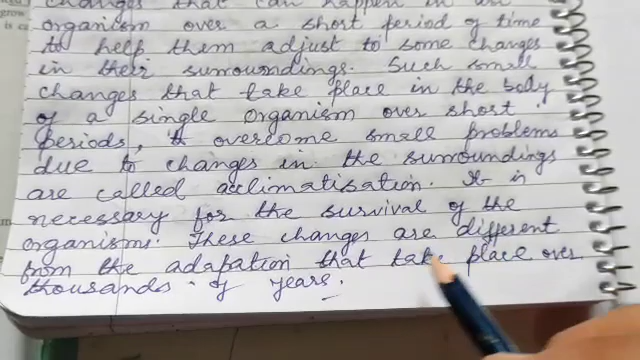 changes that can happen in an
organism over a short period of time
to help them adjust to some changes
in their surroundings. Such small
changes that take place in the body
of a single organism over short
periods, to overcome small problems
due to changes in the surroundings
are called acclimatisation. It is
necessary for the survival of the
organisms. These changes are different
from the adapation that take place over
thousands of years.